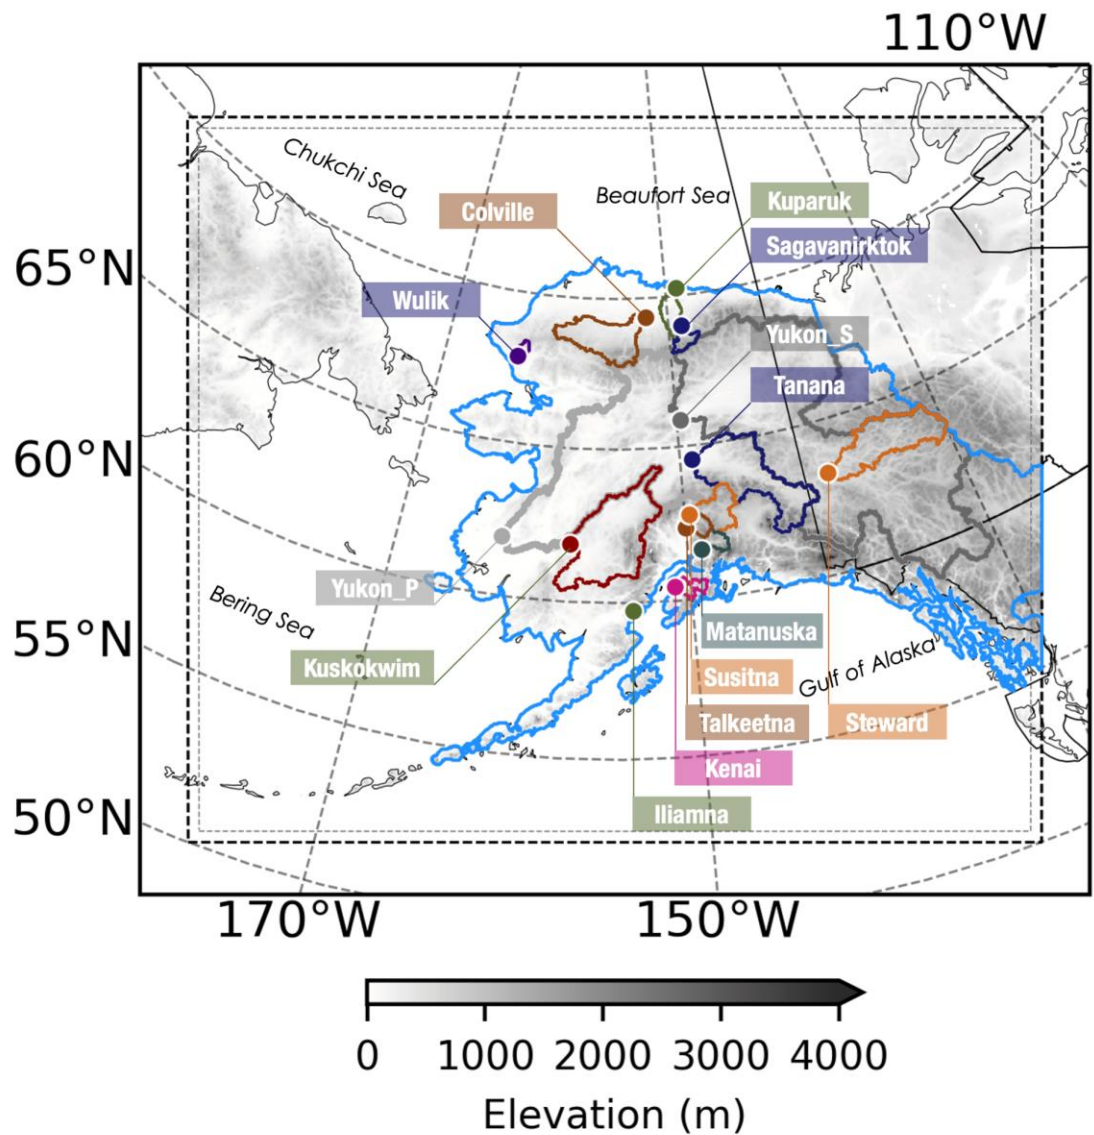 110°W
Chukchi Sea
Beaufort Sea
Colville
Kuparuk
Sagavanirktok
65°N
Wulik
Yukon_S
Tanana
60°N
Yukon_P
Bering Sea
55°N
Matanuska
Kuskokwim
Susitna
Gulf of Alaska
Talkeetna
Steward
Kenai
50°N
Iliamna
170°W
150°W
0 1000 2000 3000 4000
Elevation (m)